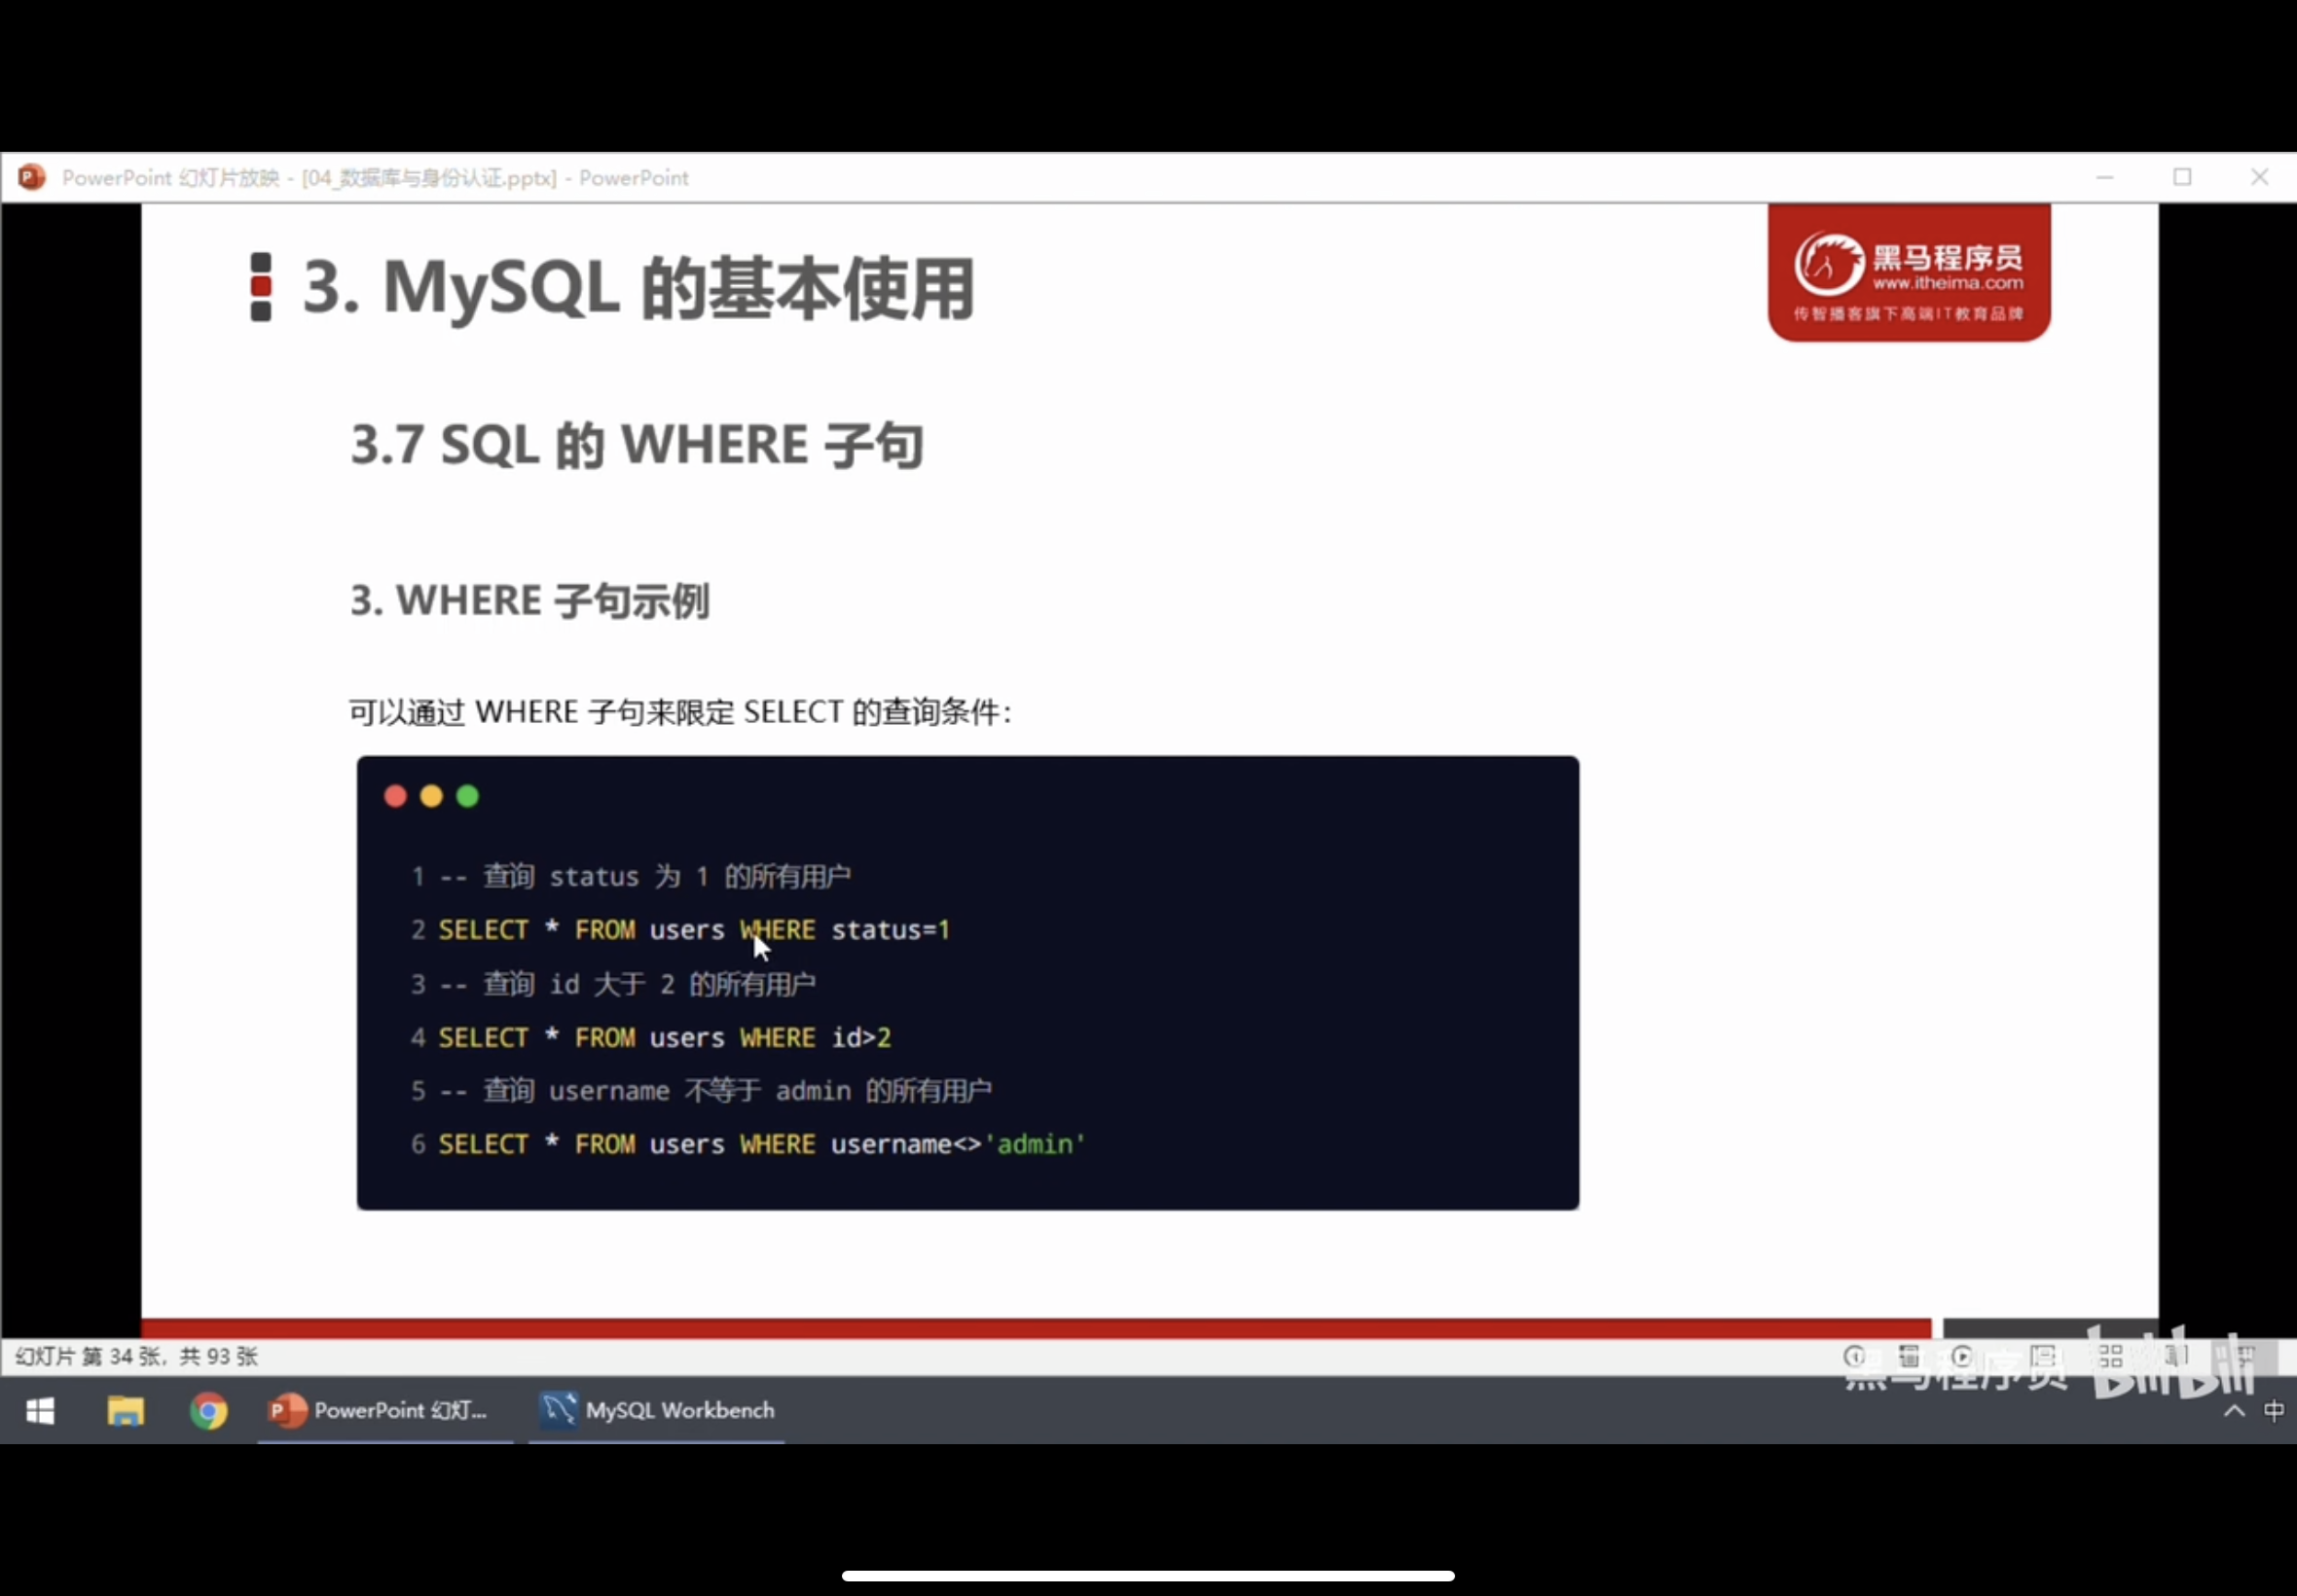 PowerPoint 幻灯片放映 - [04_数据库与身份认证.pptx] - PowerPoint
3. MySQL 的基本使用
黑马程序员
www.itheima.com
传智播客旗下高端IT教育品牌
3.7 SQL 的 WHERE 子句
3. WHERE 子句示例
可以通过 WHERE 子句来限定 SELECT 的查询条件：
1 -- 查询 status 为 1 的所有用户
2 SELECT * FROM users WHERE status=1
3 -- 查询 id 大于 2 的所有用户
4 SELECT * FROM users WHERE id>2
5 -- 查询 username 不等于 admin 的所有用户
6 SELECT * FROM users WHERE username<>'admin'
幻灯片 第 34 张，共 93 张
黑马程序员 bilibili
PowerPoint 幻灯...
MySQL Workbench
中